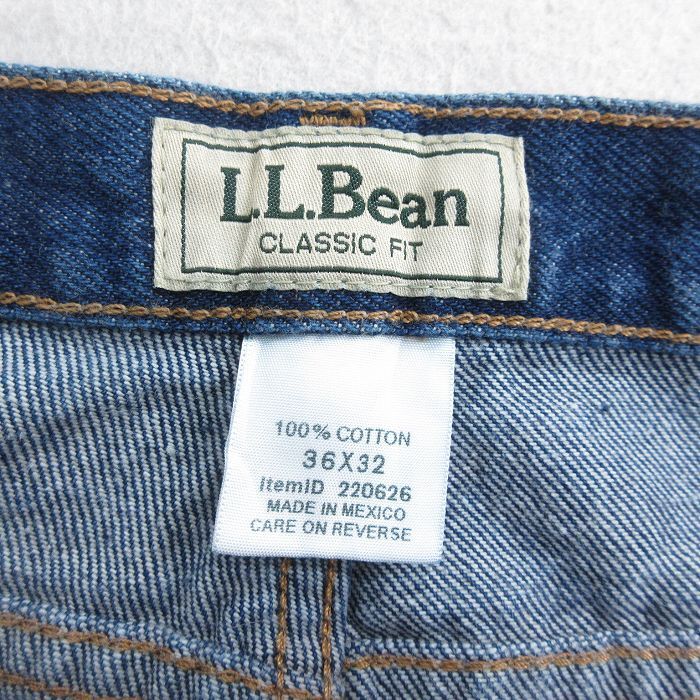 L.L.Bean
CLASSIC FIT
100% COTTON
36X32
ItemID 220626
MADE IN MEXICO
CARE ON REVERSE